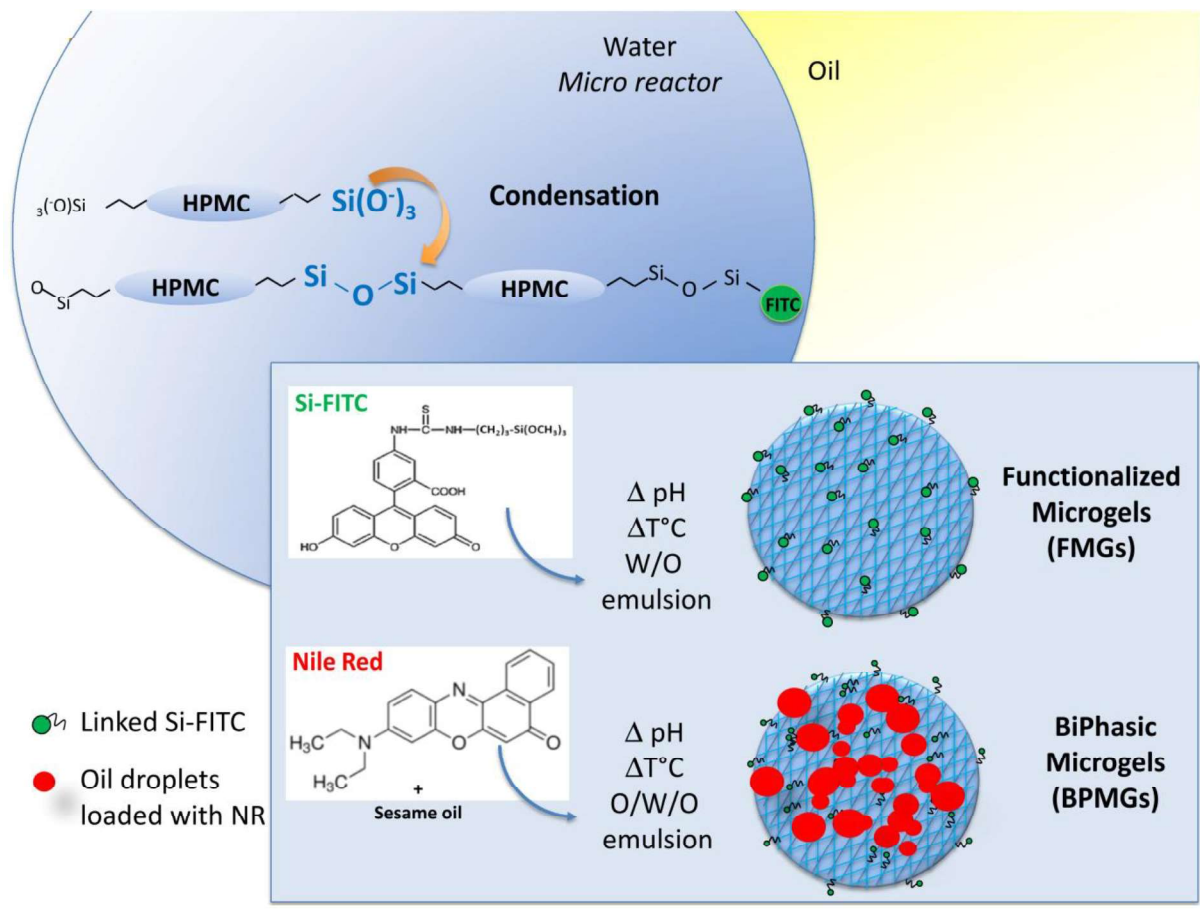 Water
Micro reactor
Oil
Condensation
₃(⁻O)Si
HPMC
Si(O⁻)₃
O
Si
HPMC
Si
O
Si
HPMC
Si
O
Si
FITC
Si-FITC
S
NH—C—NH—(CH₂)₃-Si(OCH₃)₃
COOH
HO
O
O
Δ pH
ΔT°C
W/O
emulsion
Functionalized
Microgels
(FMGs)
Nile Red
N
H₃C
N
O
O
H₃C
+
Sesame oil
Δ pH
ΔT°C
O/W/O
emulsion
BiPhasic
Microgels
(BPMGs)
Linked Si-FITC
Oil droplets
loaded with NR